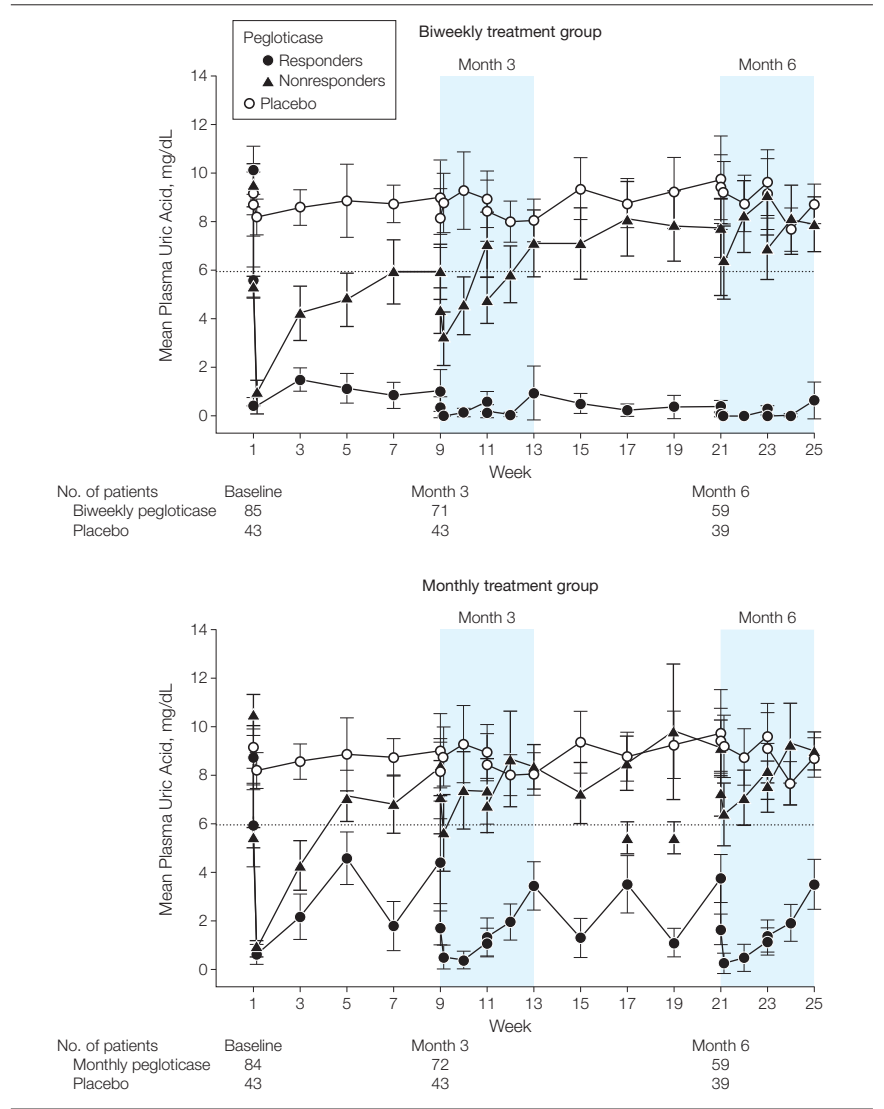 Biweekly treatment group
Pegloticase
Responders
Nonresponders
Placebo
Month 3
Month 6
14
12
10
8
6
4
2
0
Mean Plasma Uric Acid, mg/dL
1 3 5 7 9 11 13 15 17 19 21 23 25
Week
No. of patients Baseline Month 3 Month 6
Biweekly pegloticase 85 71 59
Placebo 43 43 39
Monthly treatment group
Month 3
Month 6
14
12
10
8
6
4
2
0
Mean Plasma Uric Acid, mg/dL
1 3 5 7 9 11 13 15 17 19 21 23 25
Week
No. of patients Baseline Month 3 Month 6
Monthly pegloticase 84 72 59
Placebo 43 43 39